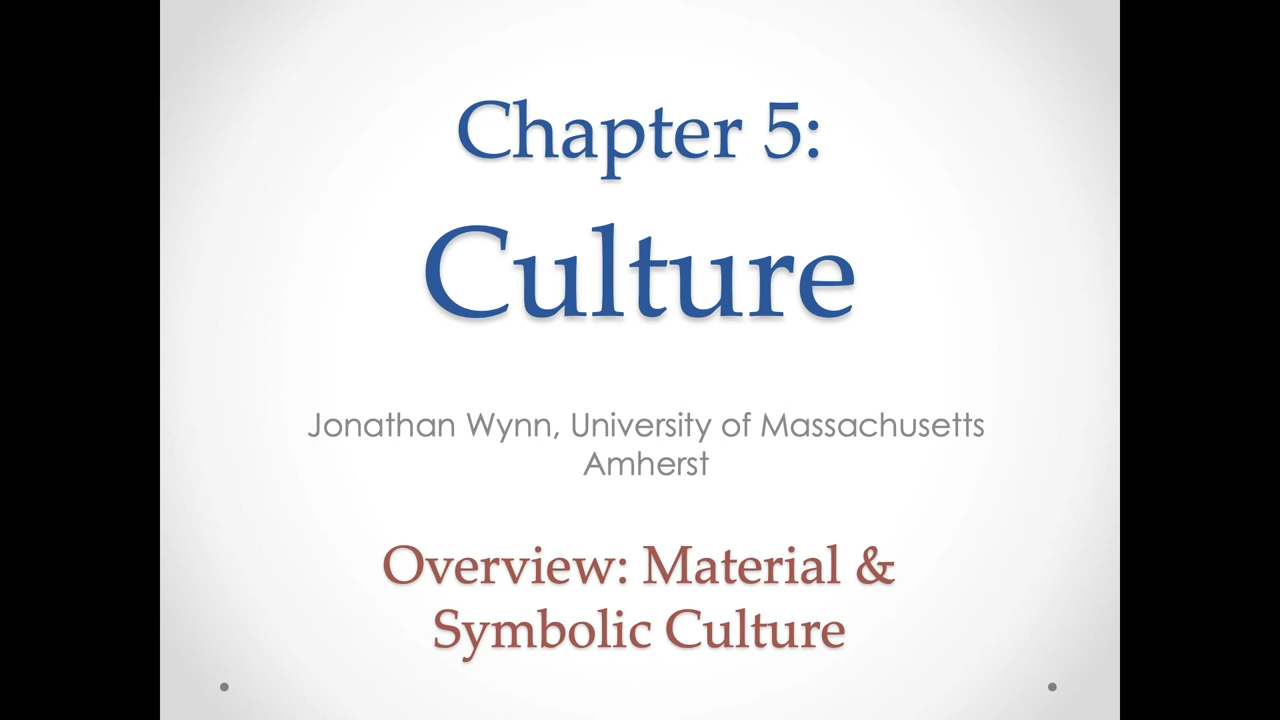 Chapter 5:
Culture
Jonathan Wynn, University of Massachusetts
Amherst
Overview: Material &
Symbolic Culture